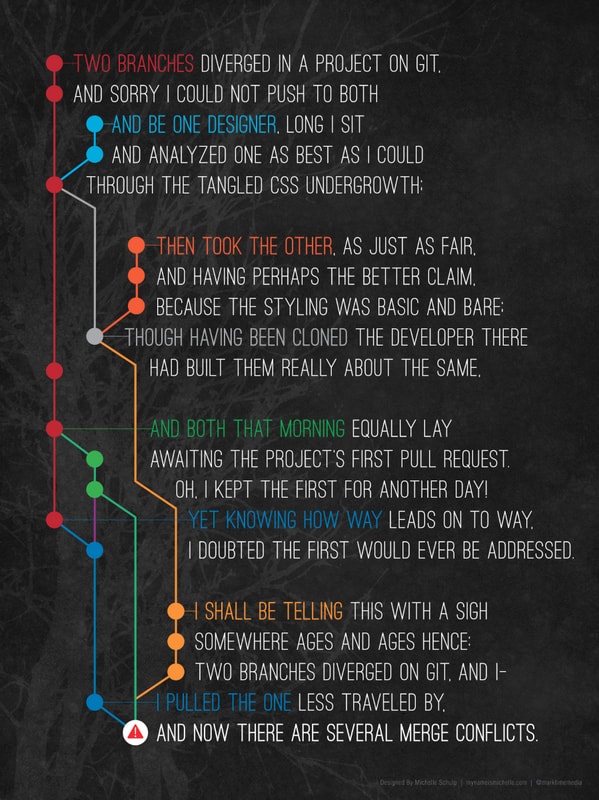 TWO BRANCHES DIVERGED IN A PROJECT ON GIT,
AND SORRY I COULD NOT PUSH TO BOTH
AND BE ONE DESIGNER, LONG I SIT
AND ANALYZED ONE AS BEST AS I COULD
THROUGH THE TANGLED CSS UNDERGROWTH;
THEN TOOK THE OTHER, AS JUST AS FAIR,
AND HAVING PERHAPS THE BETTER CLAIM,
BECAUSE THE STYLING WAS BASIC AND BARE;
THOUGH HAVING BEEN CLONED THE DEVELOPER THERE
HAD BUILT THEM REALLY ABOUT THE SAME,
AND BOTH THAT MORNING EQUALLY LAY
AWAITING THE PROJECT'S FIRST PULL REQUEST.
OH, I KEPT THE FIRST FOR ANOTHER DAY!
YET KNOWING HOW WAY LEADS ON TO WAY,
I DOUBTED THE FIRST WOULD EVER BE ADDRESSED.
I SHALL BE TELLING THIS WITH A SIGH
SOMEWHERE AGES AND AGES HENCE:
TWO BRANCHES DIVERGED ON GIT, AND I-
I PULLED THE ONE LESS TRAVELED BY,
AND NOW THERE ARE SEVERAL MERGE CONFLICTS.
Designed By Michelle Schulp |